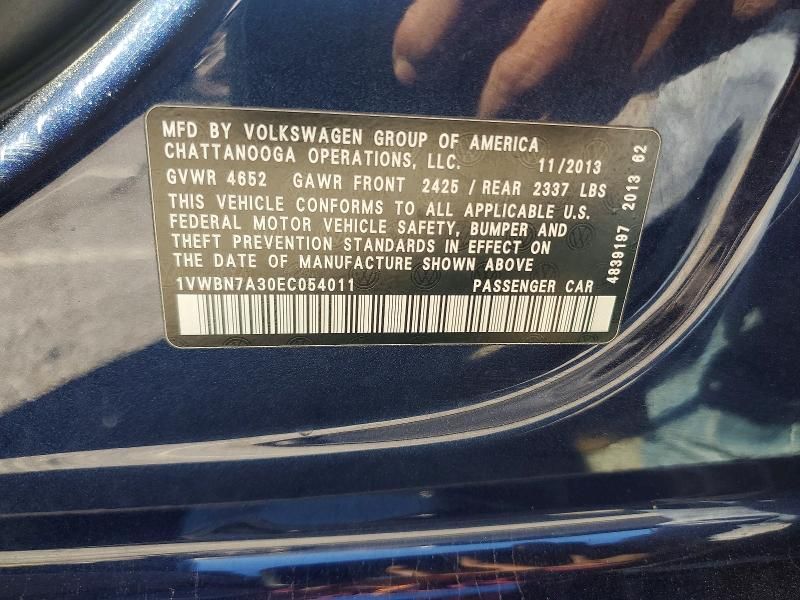 MFD BY VOLKSWAGEN GROUP OF AMERICA
CHATTANOOGA OPERATIONS, LLC. 11/2013
GVWR 4652 GAWR FRONT 2425 / REAR 2337 LBS
THIS VEHICLE CONFORMS TO ALL APPLICABLE U.S.
FEDERAL MOTOR VEHICLE SAFETY, BUMPER AND
THEFT PREVENTION STANDARDS IN EFFECT ON
THE DATE OF MANUFACTURE SHOWN ABOVE
1VWBN7A30EC054011 PASSENGER CAR
4839197 2013 62